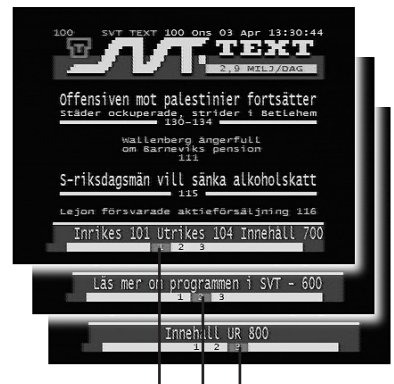 100 SVT TEXT 100 Ons 03 Apr 13:30:44
SVT TEXT
2,9 MILJ/DAG
Offensiven mot palestinier fortsätter
Städer ockuperade, strider i Betlehem
130-134
Wallenberg ångerfull
om Barneviks pension
111
S-riksdagsmän vill sänka alkoholskatt
115
Lejon försvarade aktieförsäljning 116
Inrikes 101 Utrikes 104 Innehåll 700
1 2 3
Läs mer om programmen i SVT - 600
1 2 3
Innehåll UR 800
1 2 3